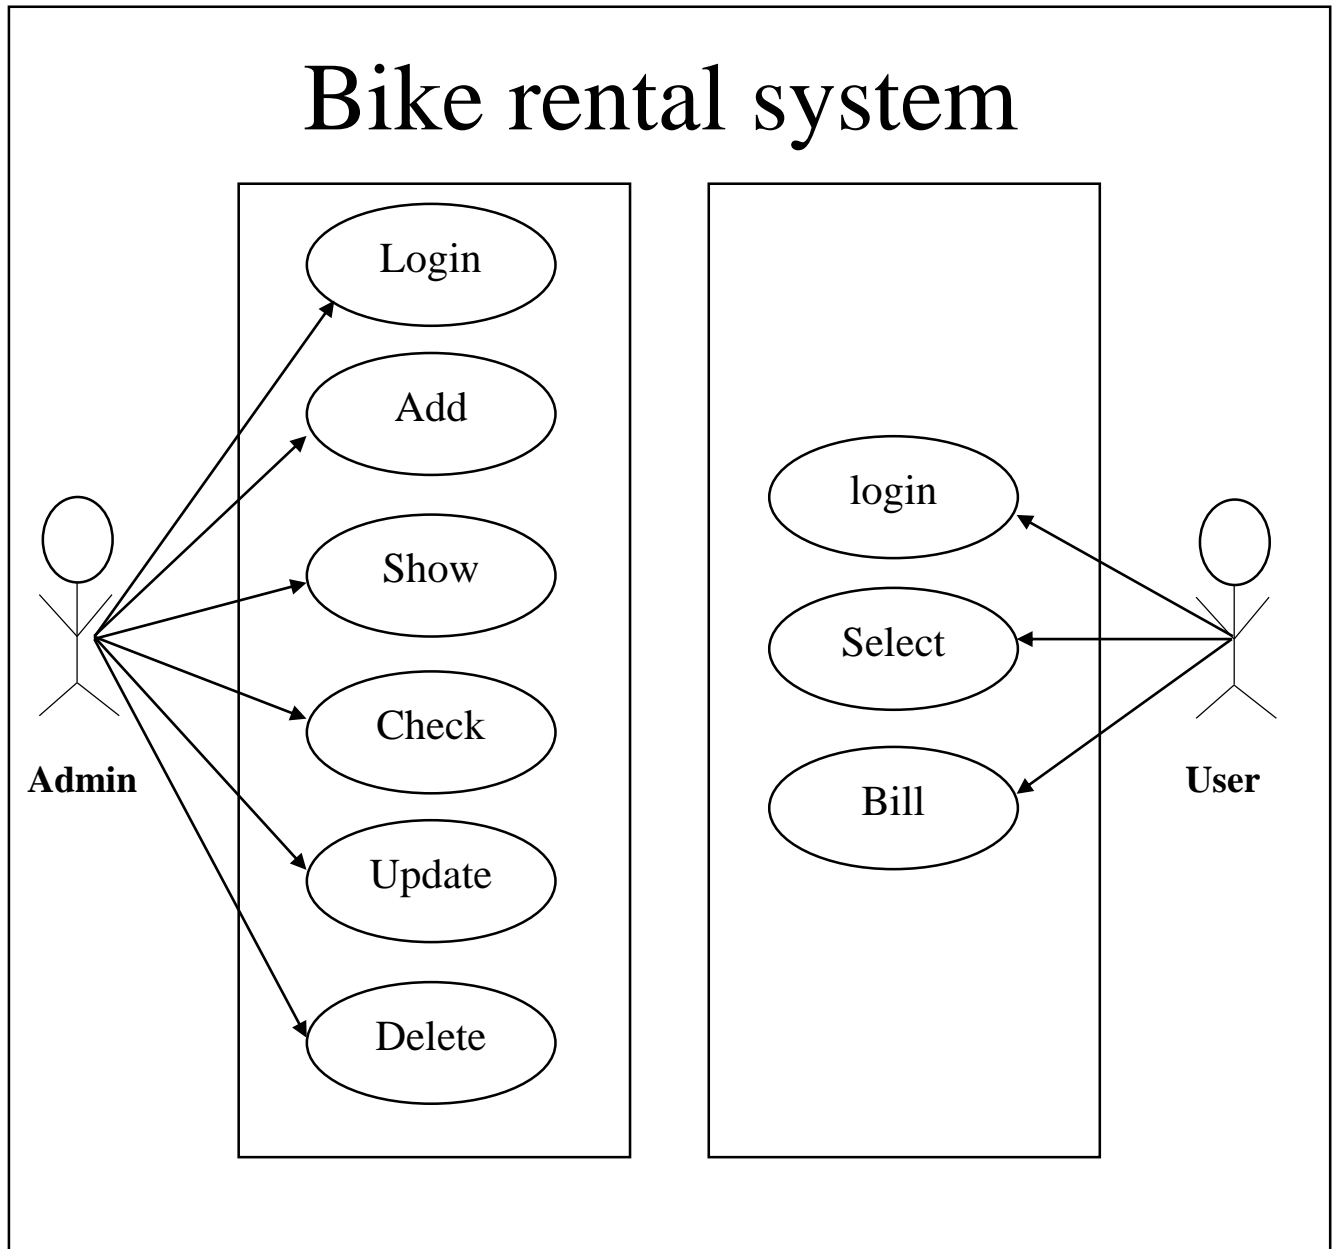 Bike rental system
Login
Add
Show
Check
Update
Delete
Admin
login
Select
Bill
User